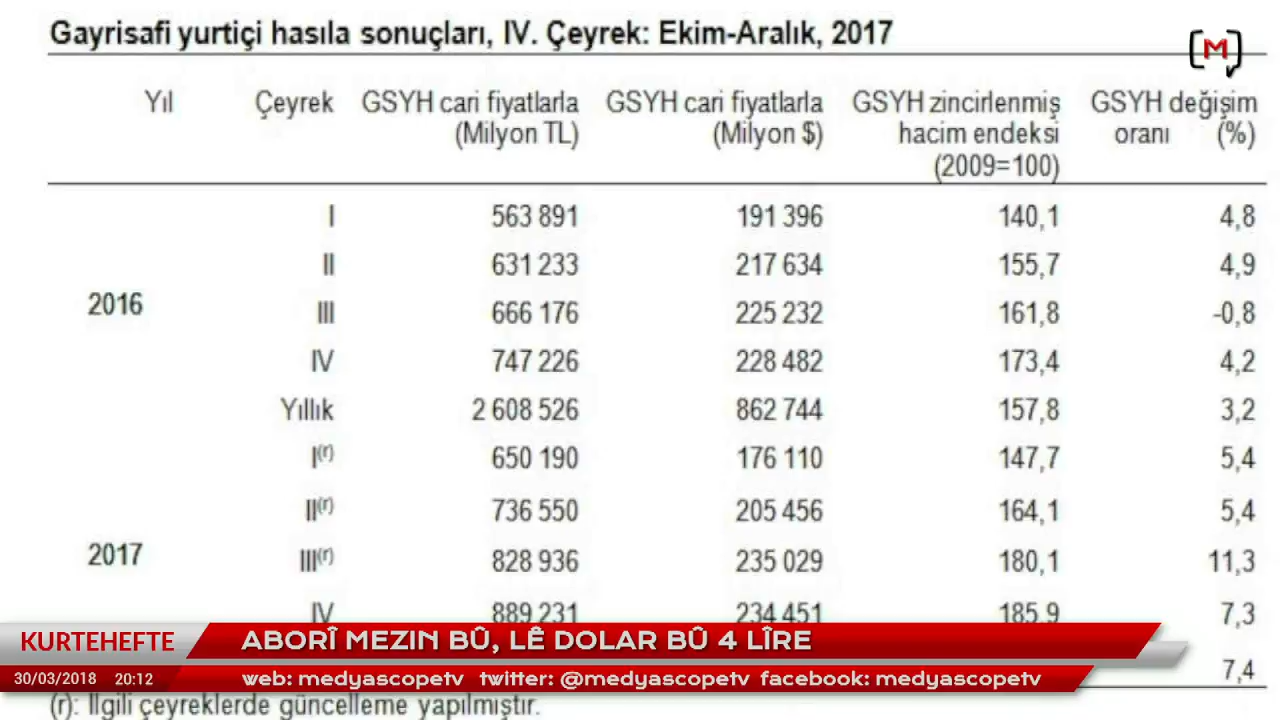 Gayrisafi yurtiçi hasıla sonuçları, IV. Çeyrek: Ekim-Aralık, 2017
M
Yıl Çeyrek GSYH cari fiyatlarla (Milyon TL) GSYH cari fiyatlarla (Milyon $) GSYH zincirlenmiş hacim endeksi (2009=100) GSYH değişim oranı (%)
I 563 891 191 396 140,1 4,8
II 631 233 217 634 155,7 4,9
2016
III 666 176 225 232 161,8 -0,8
IV 747 226 228 482 173,4 4,2
Yıllık 2 608 526 862 744 157,8 3,2
I(r) 650 190 176 110 147,7 5,4
II(r) 736 550 205 456 164,1 5,4
2017 III(r) 828 936 235 029 180,1 11,3
IV 889 231 234 451 185,9 7,3
KURTEHEFTE ABORÎ MEZIN BÛ, LÊ DOLAR BÛ 4 LÎRE
7,4
30/03/2018 20:12 web: medyascopetv twitter: @medyascopetv facebook: medyascopetv
(r): İlgili çeyreklerde güncelleme yapılmıştır.